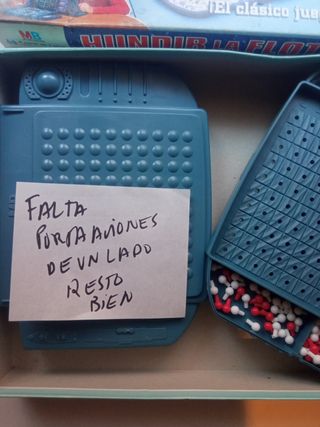 MB
¡El clásico jue
HUNDIR LA FLOT
FALTA
PORTAAVIONES
DE UN LADO
RESTO
BIEN